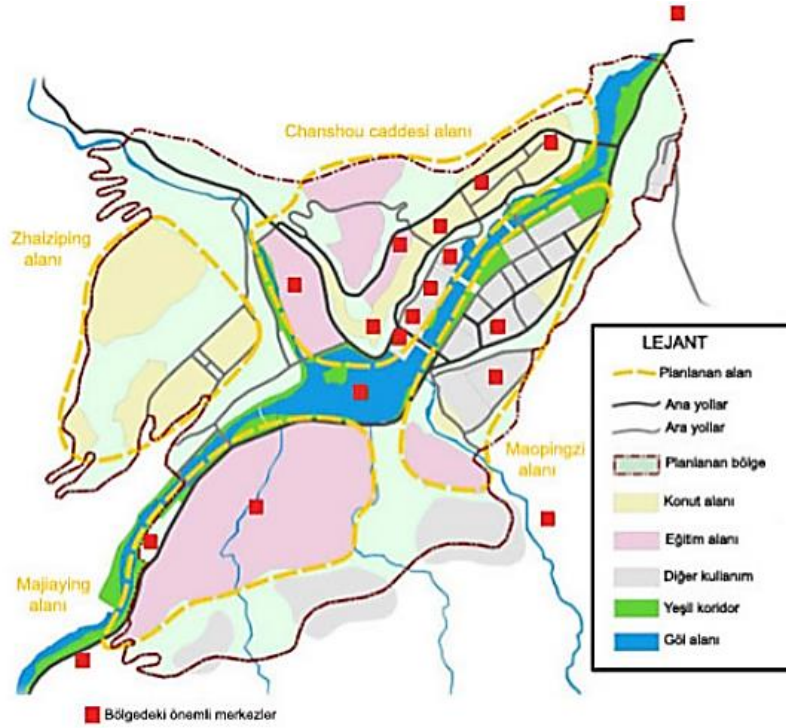 Chanshou caddesi alanı
Zhaiziping
alanı
Maopingzi
alanı
Majiaying
alanı
LEJANT
Planlanan alan
Ana yollar
Ara yollar
Planlanan bölge
Konut alanı
Eğitim alanı
Diğer kullanım
Yeşil koridor
Göl alanı
Bölgedeki önemli merkezler